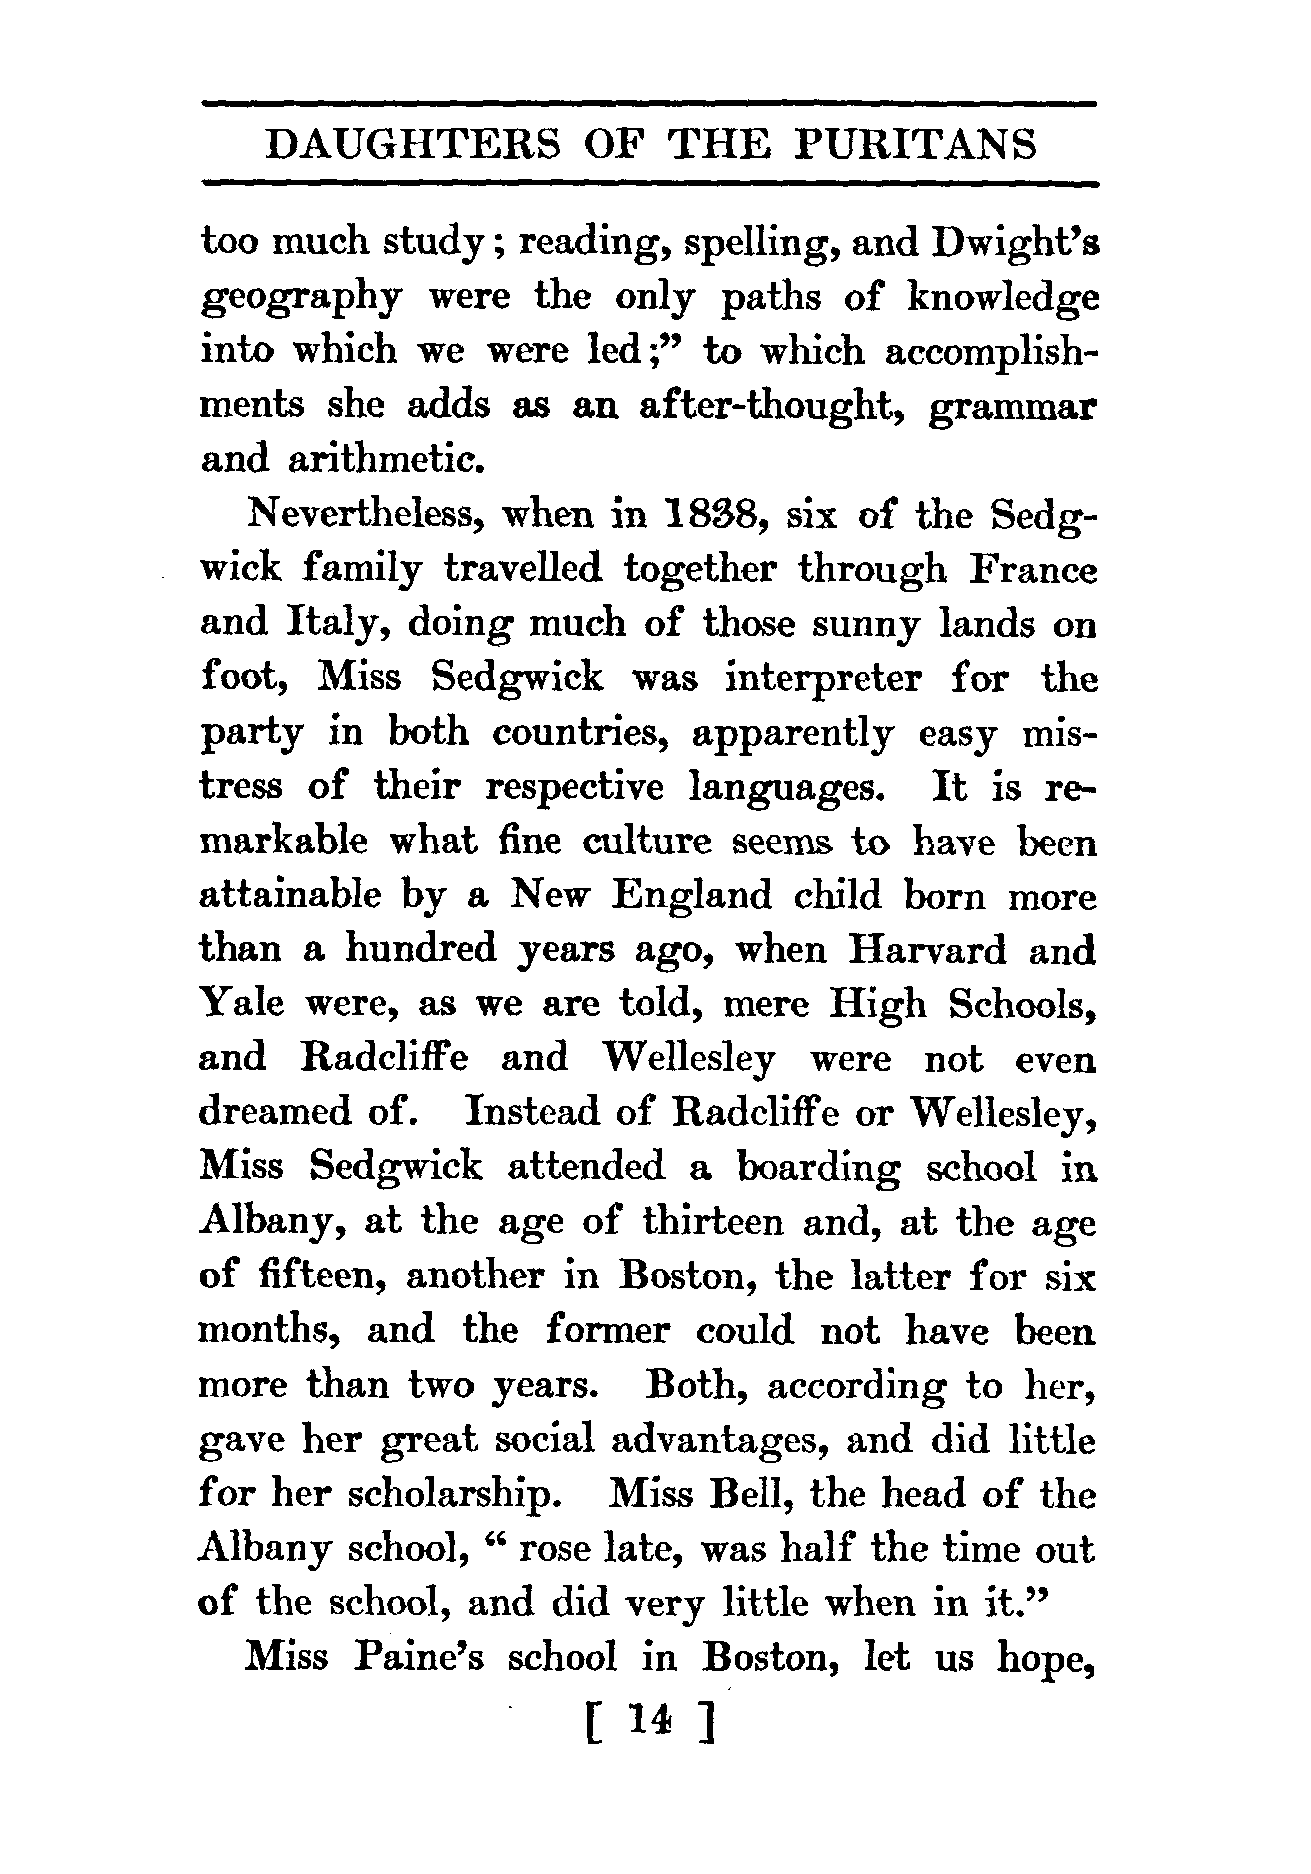 DAUGHTERS OF THE PURITANS
too much study; reading, spelling, and Dwight's
geography were the only paths of knowledge
into which we were led;” to which accomplish-
ments she adds as an after-thought, grammar
and arithmetic.
Nevertheless, when in 1838, six of the Sedg-
wick family travelled together through France
and Italy, doing much of those sunny lands on
foot, Miss Sedgwick was interpreter for the
party in both countries, apparently easy mis-
tress of their respective languages. It is re-
markable what fine culture seems to have been
attainable by a New England child born more
than a hundred years ago, when Harvard and
Yale were, as we are told, mere High Schools,
and Radcliffe and Wellesley were not even
dreamed of. Instead of Radcliffe or Wellesley,
Miss Sedgwick attended a boarding school in
Albany, at the age of thirteen and, at the age
of fifteen, another in Boston, the latter for six
months, and the former could not have been
more than two years. Both, according to her,
gave her great social advantages, and did little
for her scholarship. Miss Bell, the head of the
Albany school, “ rose late, was half the time out
of the school, and did very little when in it.”
Miss Paine's school in Boston, let us hope,
[ 14 ]